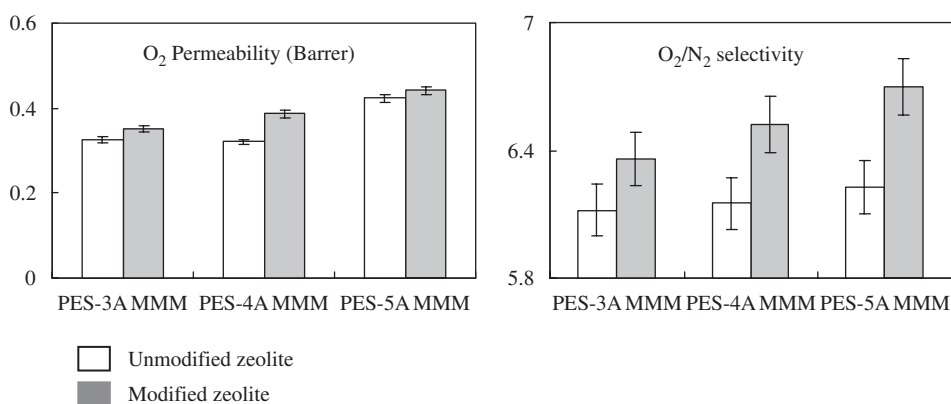 O₂ Permeability (Barrer)
0.6
0.4
0.2
0
PES-3A MMM PES-4A MMM PES-5A MMM
O₂/N₂ selectivity
7
6.4
5.8
PES-3A MMM PES-4A MMM PES-5A MMM
Unmodified zeolite
Modified zeolite